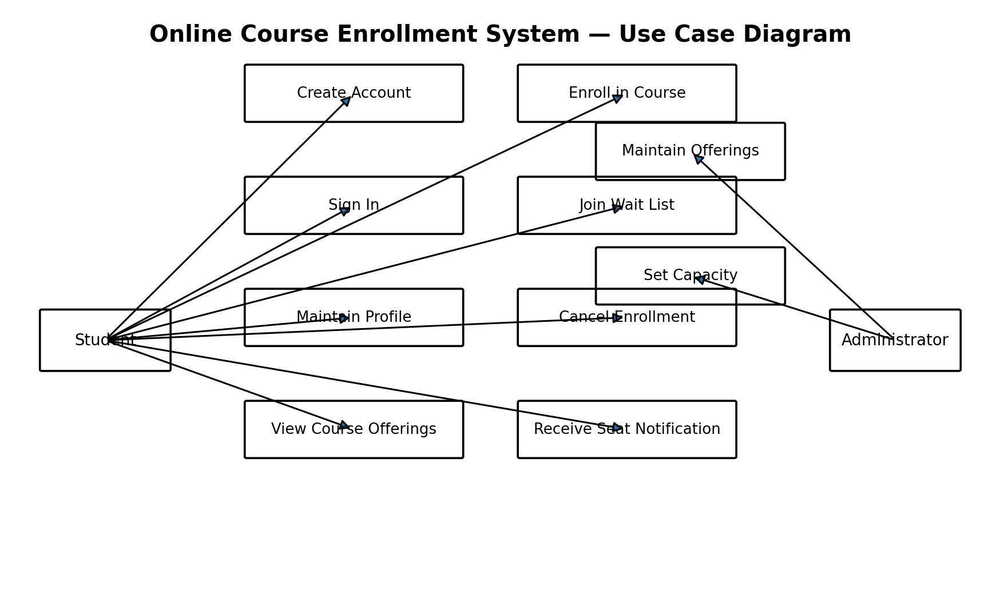 Online Course Enrollment System — Use Case Diagram
Create Account
Enroll in Course
Maintain Offerings
Sign In
Join Wait List
Set Capacity
Maintain Profile
Cancel Enrollment
Student
Administrator
View Course Offerings
Receive Seat Notification